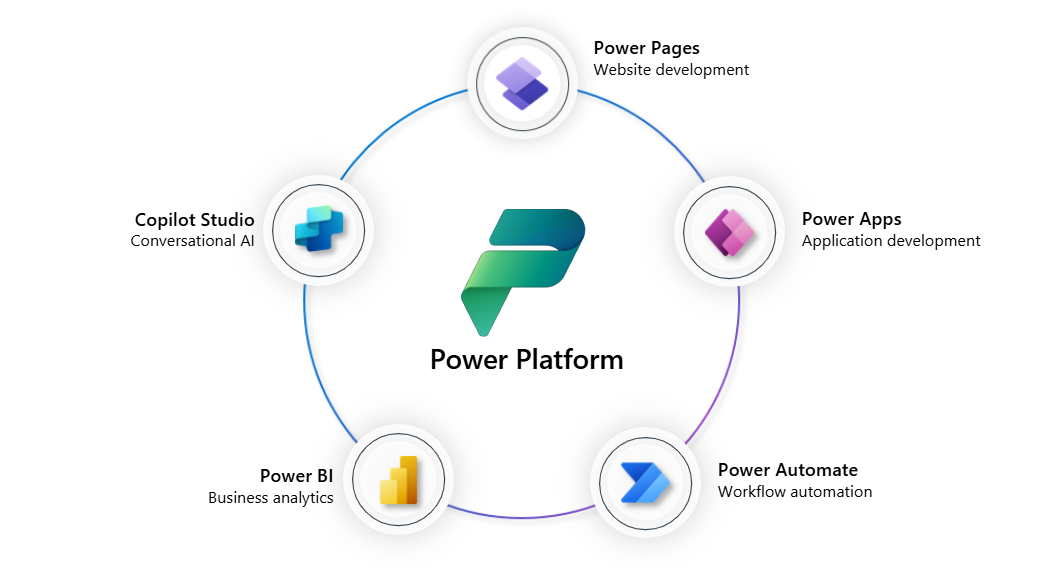 Power Pages
Website development
Copilot Studio
Conversational AI
Power Apps
Application development
Power Platform
Power BI
Business analytics
Power Automate
Workflow automation